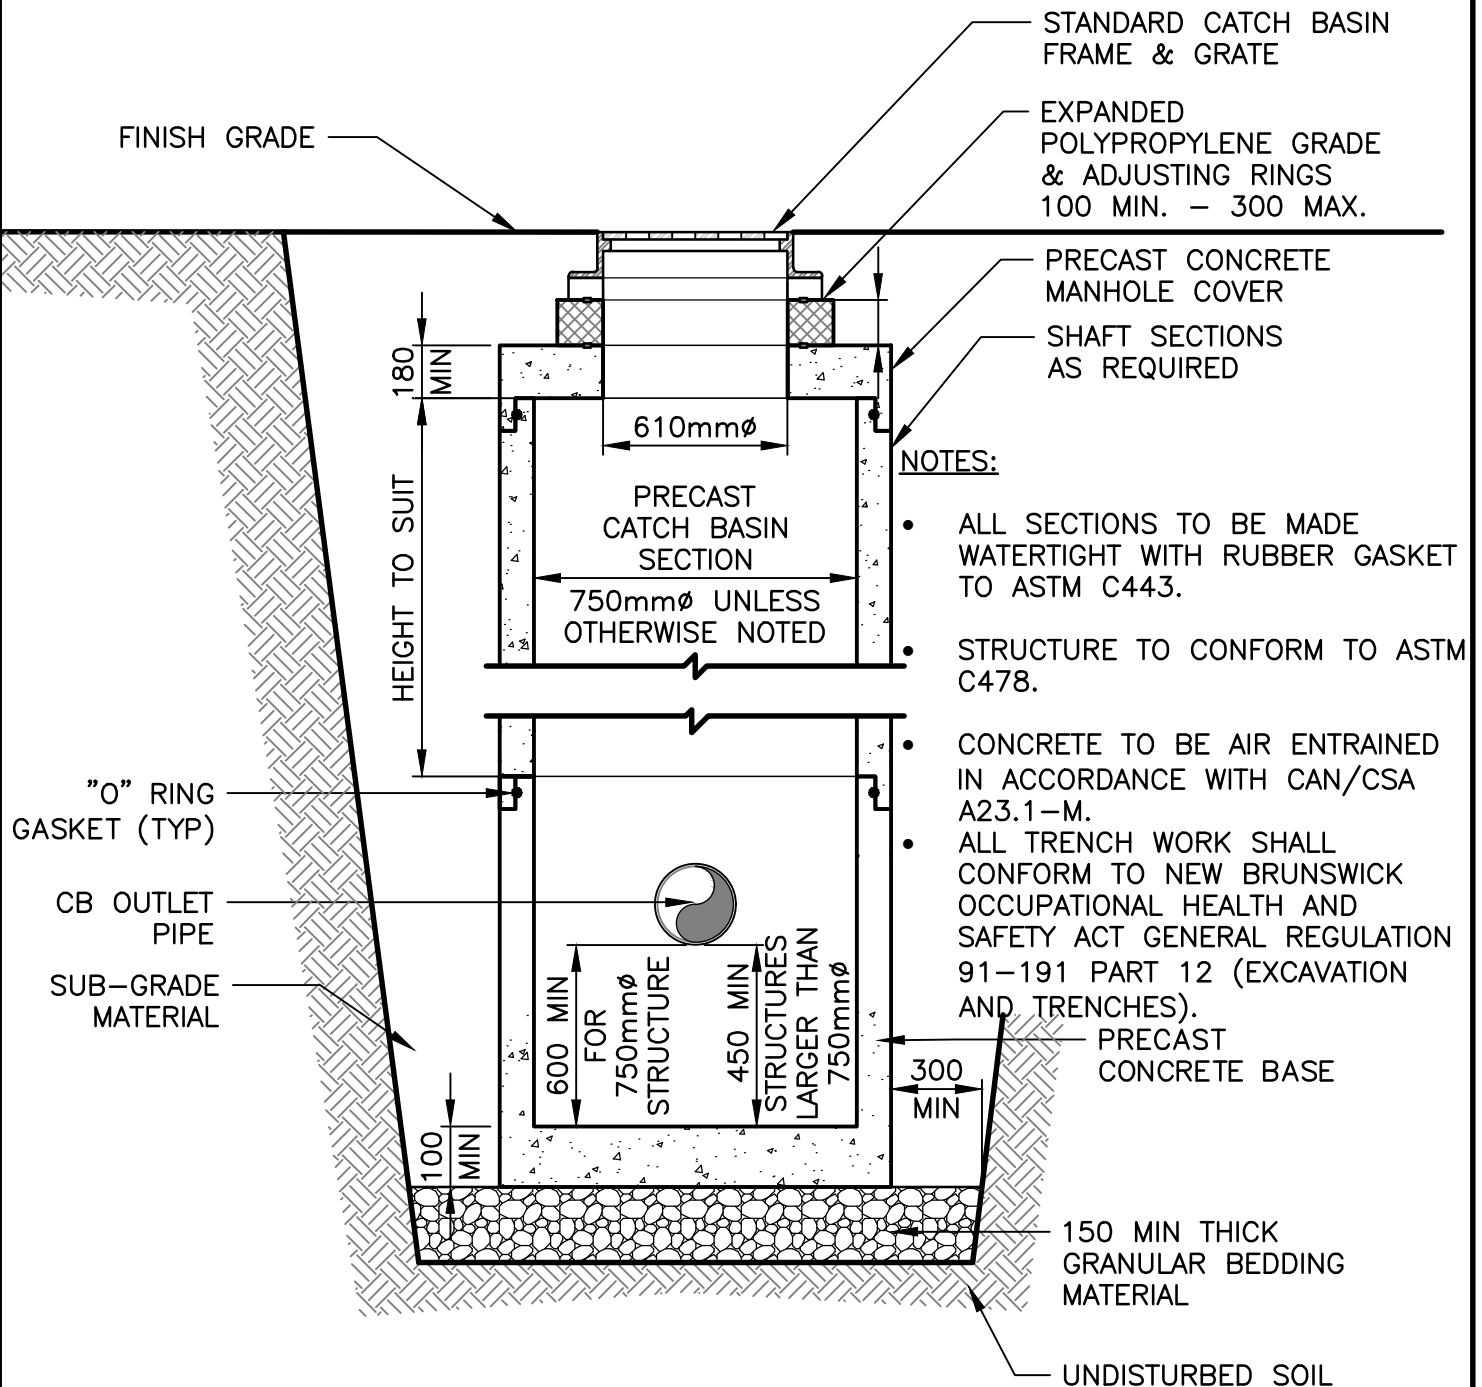 STANDARD CATCH BASIN
FRAME & GRATE
EXPANDED
POLYPROPYLENE GRADE
& ADJUSTING RINGS
100 MIN. – 300 MAX.
FINISH GRADE
PRECAST CONCRETE
MANHOLE COVER
SHAFT SECTIONS
AS REQUIRED
180
MIN
610mmø
HEIGHT TO SUIT
PRECAST
CATCH BASIN
SECTION
750mmø UNLESS
OTHERWISE NOTED
NOTES:
• ALL SECTIONS TO BE MADE
WATERTIGHT WITH RUBBER GASKET
TO ASTM C443.
• STRUCTURE TO CONFORM TO ASTM
C478.
• CONCRETE TO BE AIR ENTRAINED
IN ACCORDANCE WITH CAN/CSA
A23.1–M.
• ALL TRENCH WORK SHALL
CONFORM TO NEW BRUNSWICK
OCCUPATIONAL HEALTH AND
SAFETY ACT GENERAL REGULATION
91–191 PART 12 (EXCAVATION
AND TRENCHES).
"O" RING
GASKET (TYP)
CB OUTLET
PIPE
SUB–GRADE
MATERIAL
600 MIN
FOR
750mmø
STRUCTURE
450 MIN
STRUCTURES
LARGER THAN
750mmø
PRECAST
CONCRETE BASE
300
MIN
100
MIN
150 MIN THICK
GRANULAR BEDDING
MATERIAL
UNDISTURBED SOIL